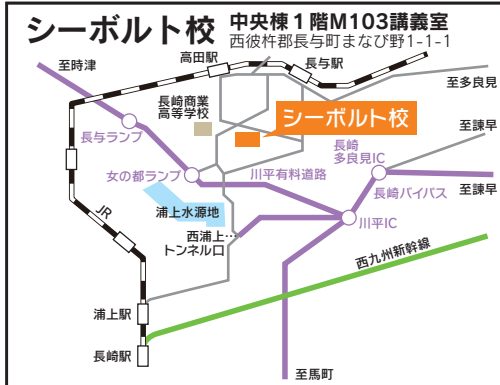 シーボルト校
中央棟1階M103講義室
西彼杵郡長与町まなび野1-1-1
高田駅
長与駅
至時津
至多良見
長崎商業
高等学校
シーボルト校
長与ランプ
至諫早
長崎
多良見IC
女の都ランプ
川平有料道路
長崎バイパス
至諫早
浦上水源地
JR
西浦上…
トンネル口
川平IC
西九州新幹線
浦上駅
長崎駅
至馬町